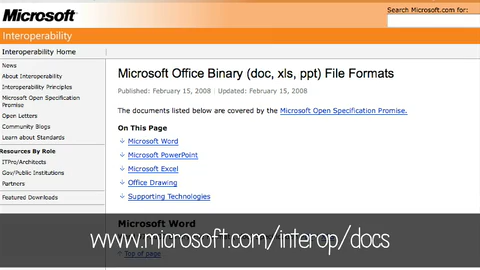 Microsoft
Search Microsoft.com for:
Interoperability
Interoperability Home
News
About Interoperability
Interoperability Principles
Microsoft Open Specification
Promise
Open Letters
Community Blogs
Learn about Standards
Resources By Role
ITPro/Architects
Gov/Public Institutions
Partners
Featured Downloads
Microsoft Office Binary (doc, xls, ppt) File Formats
Published: February 15, 2008 | Updated: February 15, 2008
The documents listed below are covered by the Microsoft Open Specification Promise.
On This Page
Microsoft Word
Microsoft PowerPoint
Microsoft Excel
Office Drawing
Supporting Technologies
Microsoft Word
www.microsoft.com/interop/docs
Top of page